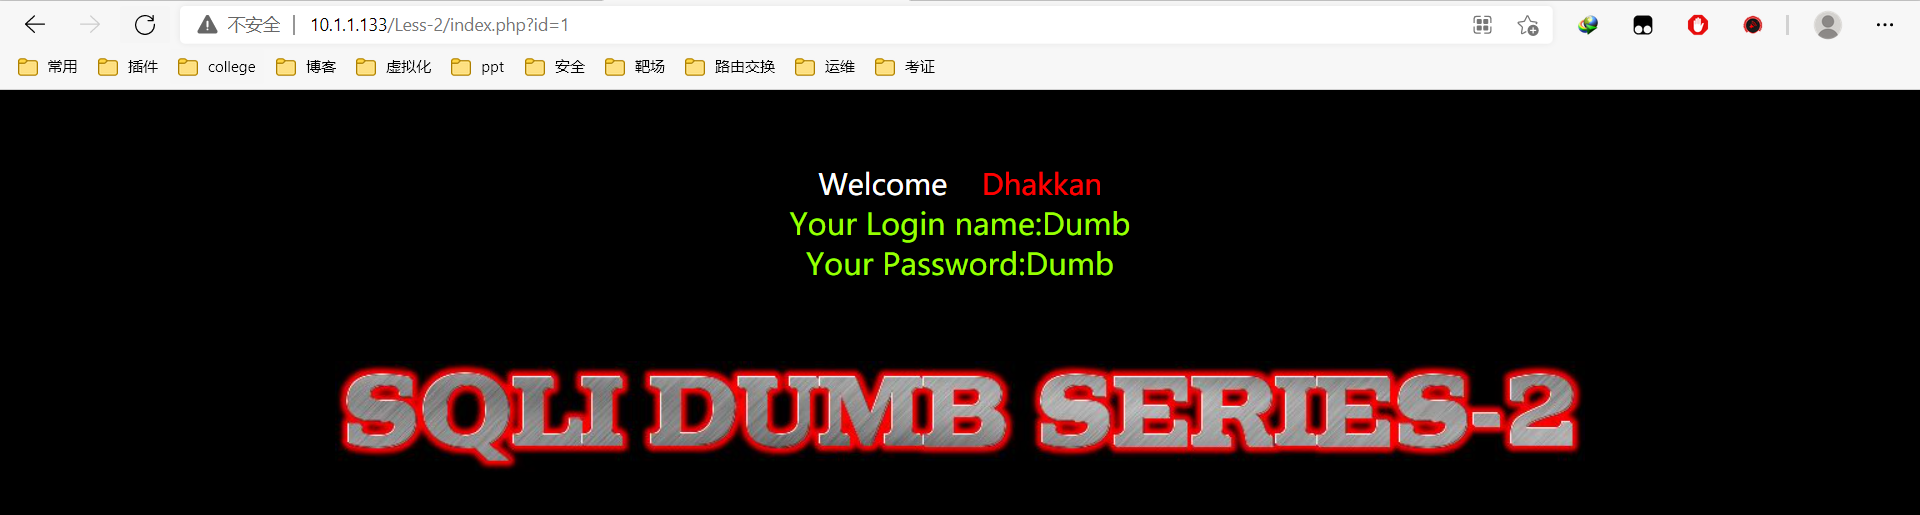 不安全 | 10.1.1.133/Less-2/index.php?id=1
常用 插件 college 博客 虚拟化 ppt 安全 靶场 路由交换 运维 考证
Welcome Dhakkan
Your Login name:Dumb
Your Password:Dumb
SQLI DUMB SERIES-2